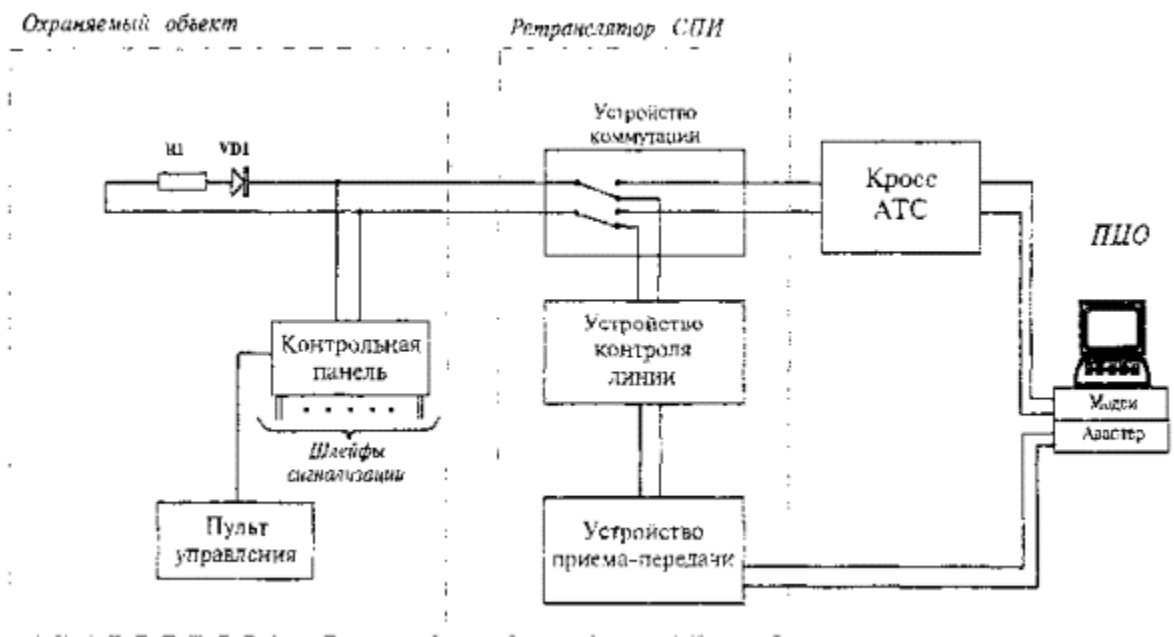 Охраняемый объект
Ретранслятор СПИ
Устройство
коммутации
R1 VD1
Кросс
АТС
ПЦО
Контрольная
панель
Устройство
контроля
линии
Модем
Адаптер
Шлейфы
сигнализации
Пульт
управления
Устройство
приема-передачи